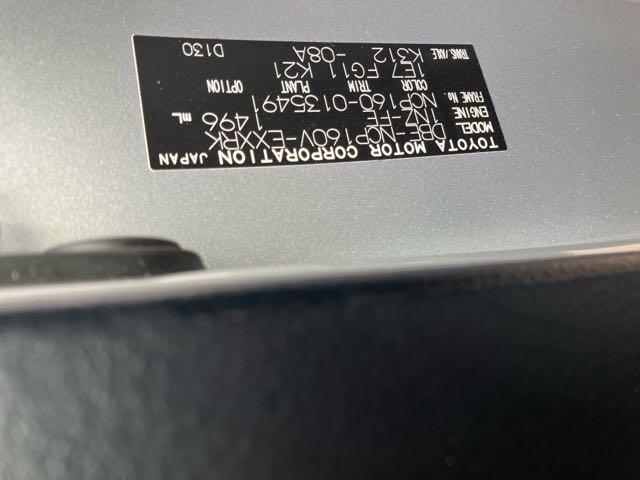 TOYOTA MOTOR CORPORATION JAPAN
MODEL DBE-NCP160V-EXXRK
ENGINE 1NZ-FE 1496 mL
FRAME No. NCP160-0135491
COLOR TRIM PLANT OPTION
1E7 FG11 K21
TRANS./AXLE K312 -08A D130